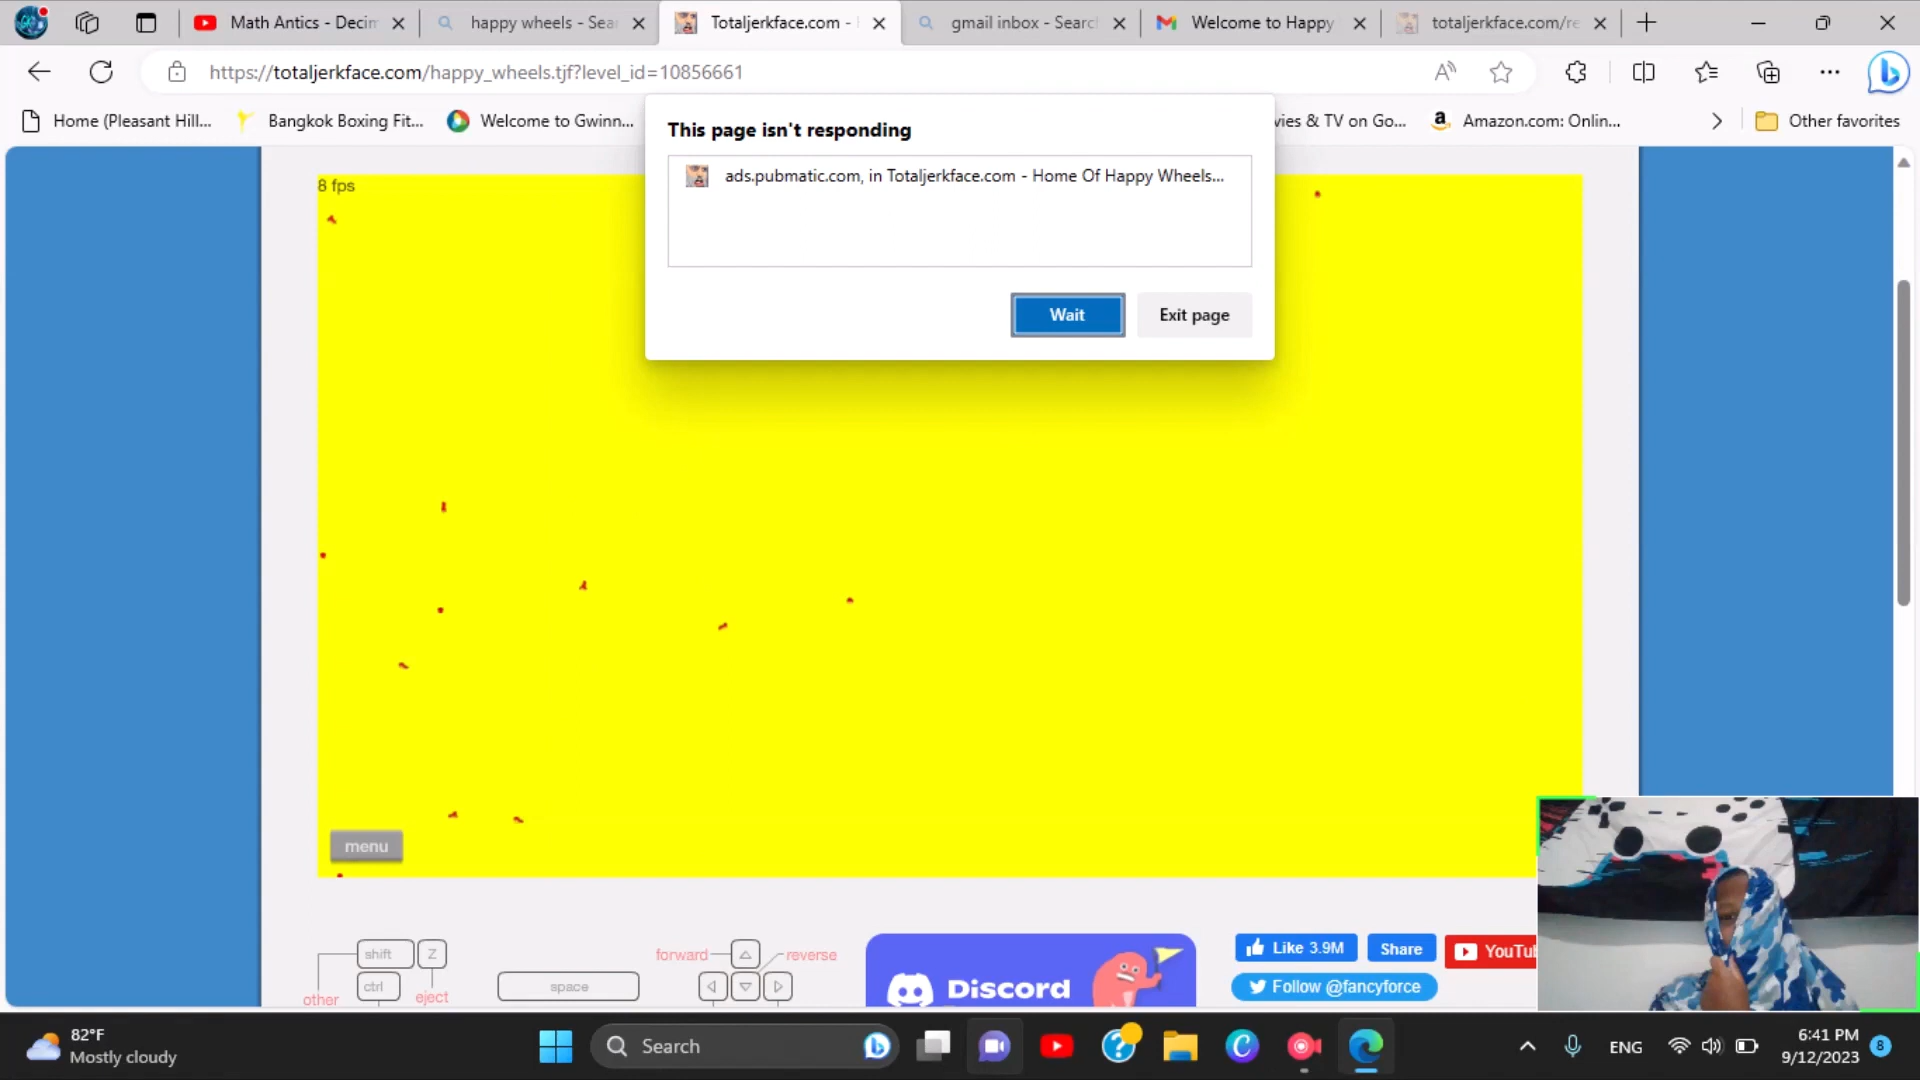 Math Antics - Decim
happy wheels - Sear
Totaljerkface.com -
gmail inbox - Search
Welcome to Happy
totaljerkface.com/re
https://totaljerkface.com/happy_wheels.tjf?level_id=10856661
Home (Pleasant Hill...
Bangkok Boxing Fit...
Welcome to Gwinn...
vies & TV on Go...
Amazon.com: Onlin...
Other favorites
This page isn't responding
ads.pubmatic.com, in Totaljerkface.com - Home Of Happy Wheels...
Wait
Exit page
8 fps
menu
shift
Z
ctrl
other
eject
space
forward
reverse
Discord
Like 3.9M
Share
YouTu
Follow @fancyforce
82°F
Mostly cloudy
Search
ENG
6:41 PM
9/12/2023
8